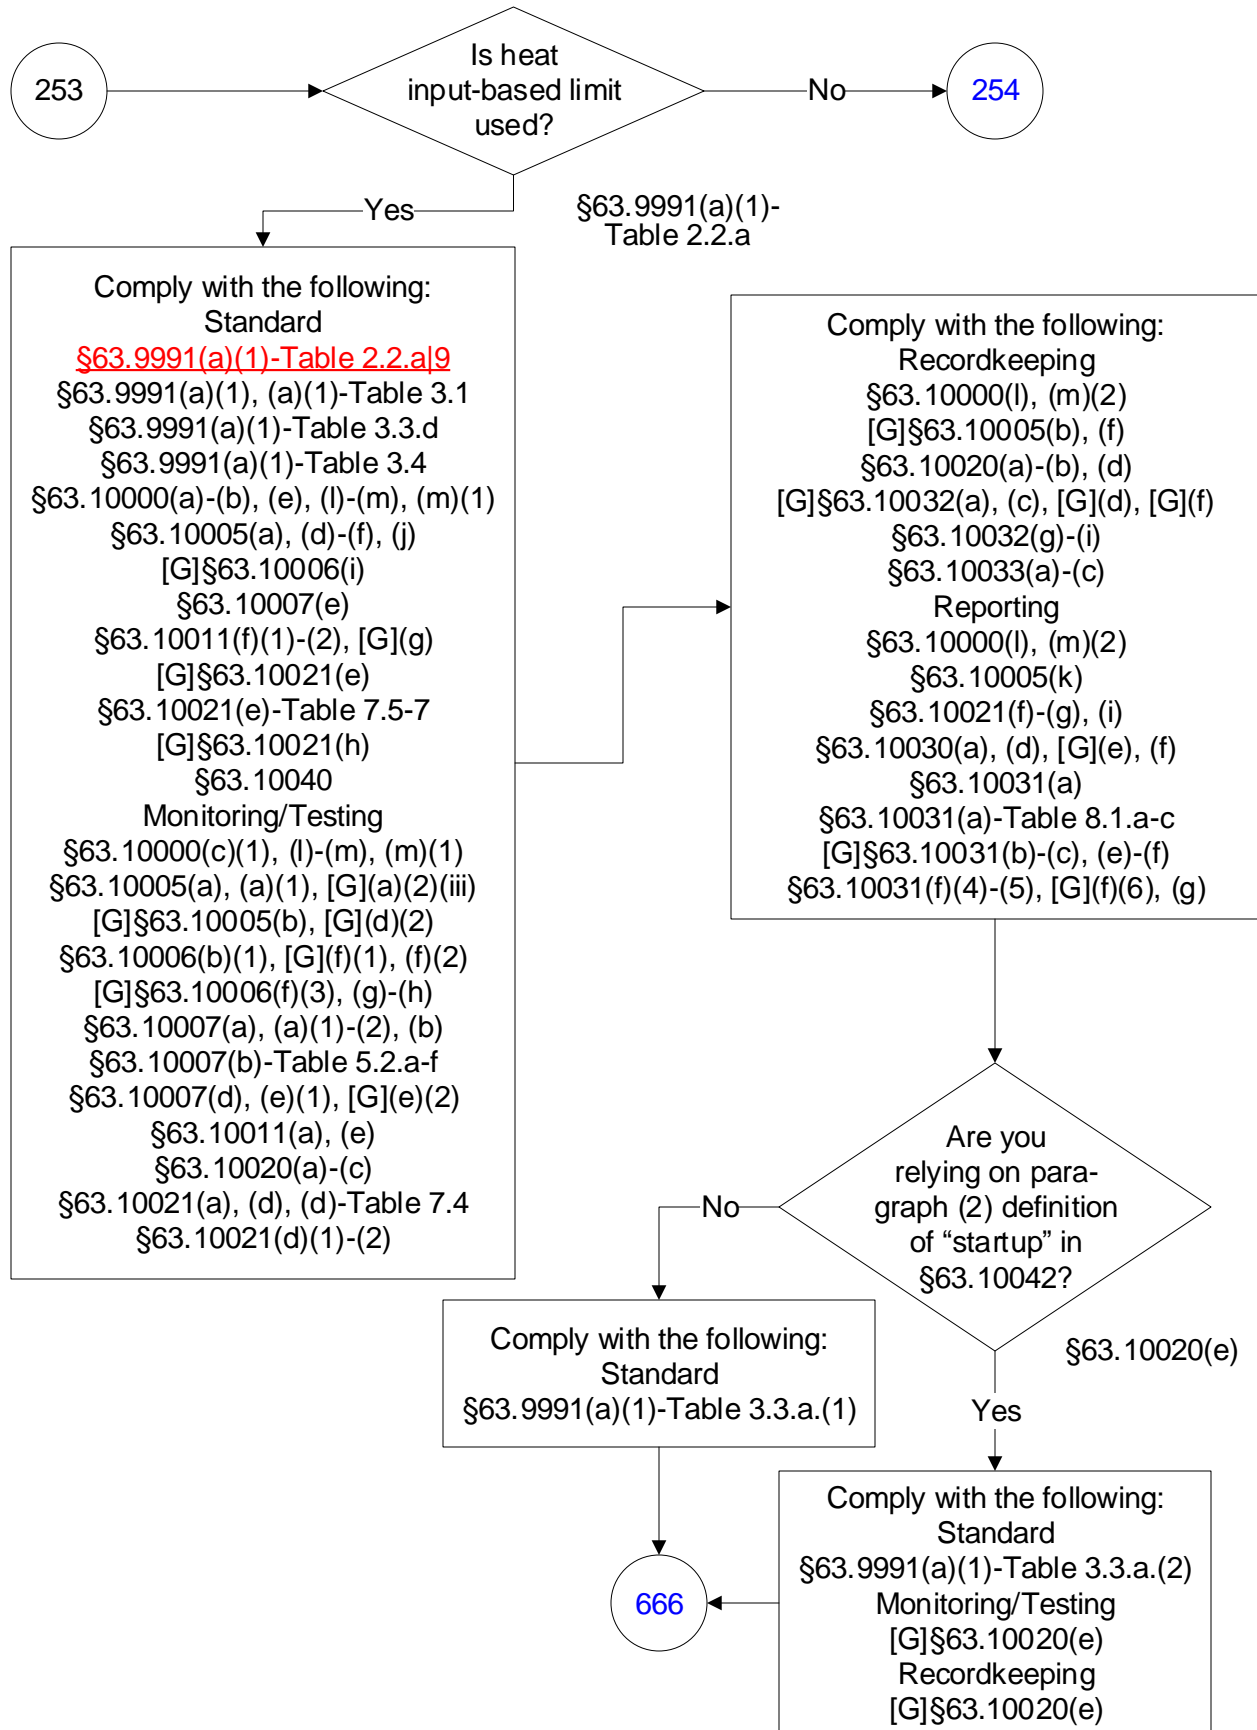 253
Is heat
input-based limit
used?
No
254
Yes
§63.9991(a)(1)-
Table 2.2.a
Comply with the following:
Standard
§63.9991(a)(1)-Table 2.2.a|9
§63.9991(a)(1), (a)(1)-Table 3.1
§63.9991(a)(1)-Table 3.3.d
§63.9991(a)(1)-Table 3.4
§63.10000(a)-(b), (e), (l)-(m), (m)(1)
§63.10005(a), (d)-(f), (j)
[G]§63.10006(i)
§63.10007(e)
§63.10011(f)(1)-(2), [G](g)
[G]§63.10021(e)
§63.10021(e)-Table 7.5-7
[G]§63.10021(h)
§63.10040
Monitoring/Testing
§63.10000(c)(1), (l)-(m), (m)(1)
§63.10005(a), (a)(1), [G](a)(2)(iii)
[G]§63.10005(b), [G](d)(2)
§63.10006(b)(1), [G](f)(1), (f)(2)
[G]§63.10006(f)(3), (g)-(h)
§63.10007(a), (a)(1)-(2), (b)
§63.10007(b)-Table 5.2.a-f
§63.10007(d), (e)(1), [G](e)(2)
§63.10011(a), (e)
§63.10020(a)-(c)
§63.10021(a), (d), (d)-Table 7.4
§63.10021(d)(1)-(2)
Comply with the following:
Recordkeeping
§63.10000(l), (m)(2)
[G]§63.10005(b), (f)
§63.10020(a)-(b), (d)
[G]§63.10032(a), (c), [G](d), [G](f)
§63.10032(g)-(i)
§63.10033(a)-(c)
Reporting
§63.10000(l), (m)(2)
§63.10005(k)
§63.10021(f)-(g), (i)
§63.10030(a), (d), [G](e), (f)
§63.10031(a)
§63.10031(a)-Table 8.1.a-c
[G]§63.10031(b)-(c), (e)-(f)
§63.10031(f)(4)-(5), [G](f)(6), (g)
Are you
relying on para-
graph (2) definition
of “startup” in
§63.10042?
No
§63.10020(e)
Yes
Comply with the following:
Standard
§63.9991(a)(1)-Table 3.3.a.(1)
Comply with the following:
Standard
§63.9991(a)(1)-Table 3.3.a.(2)
Monitoring/Testing
[G]§63.10020(e)
Recordkeeping
[G]§63.10020(e)
666